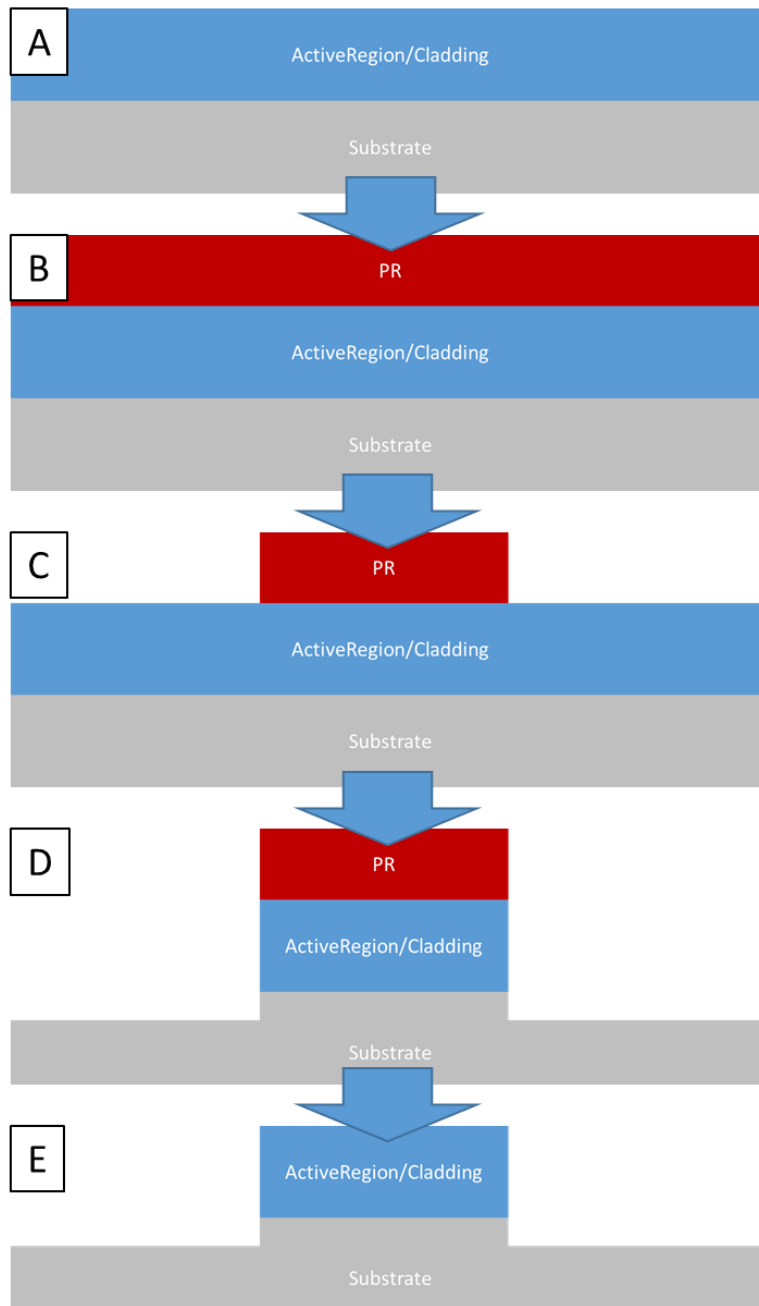 A
ActiveRegion/Cladding
Substrate
B
PR
ActiveRegion/Cladding
Substrate
C
PR
ActiveRegion/Cladding
Substrate
D
PR
ActiveRegion/Cladding
Substrate
E
ActiveRegion/Cladding
Substrate